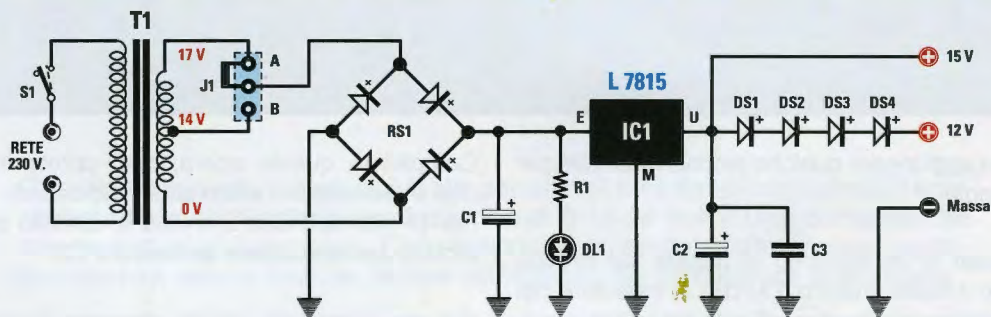 T1
17 V
A
J1
B
S1
14 V
RETE
230 V.
0 V
RS1
C1
+
R1
DL1
L 7815
E
IC1
U
M
DS1
DS2
DS3
DS4
+
+
+
+
+
15 V
+
12 V
-
Massa
C2
+
C3